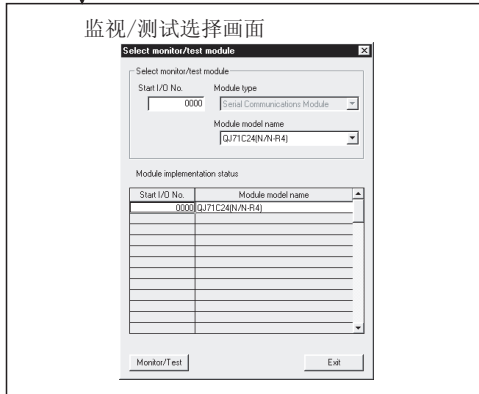 监视/测试选择画面
Select monitor/test module
Select monitor/test module
Start I/O No.
Module type
0000
Serial Communications Module
Module model name
QJ71C24(N/N-R4)
Module implementation status
Start I/O No.
Module model name
0000
QJ71C24(N/N-R4)
Monitor/Test
Exit